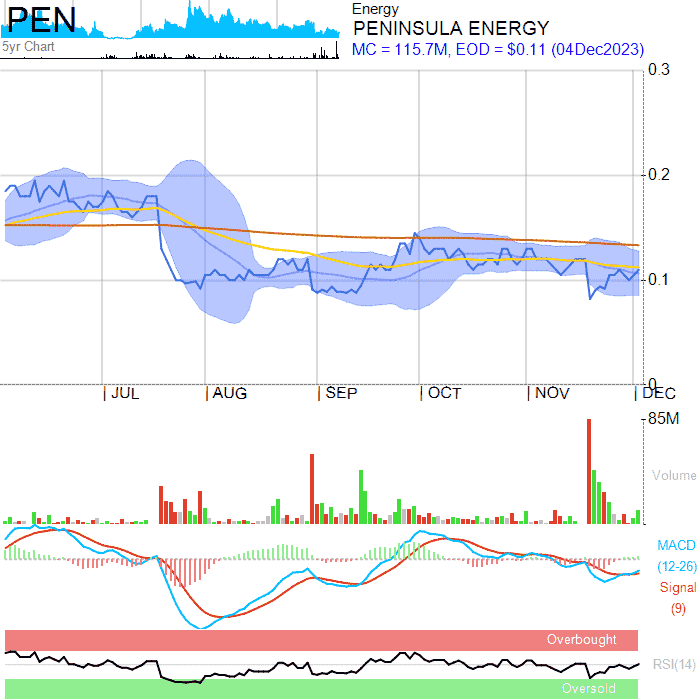 PEN
5yr Chart
Energy
PENINSULA ENERGY
MC = 115.7M, EOD = $0.11 (04Dec2023)
0.3
0.2
0.1
0
| JUL | AUG | SEP | OCT | NOV | DEC
85M
Volume
MACD
(12-26)
Signal
(9)
Overbought
RSI(14)
Oversold